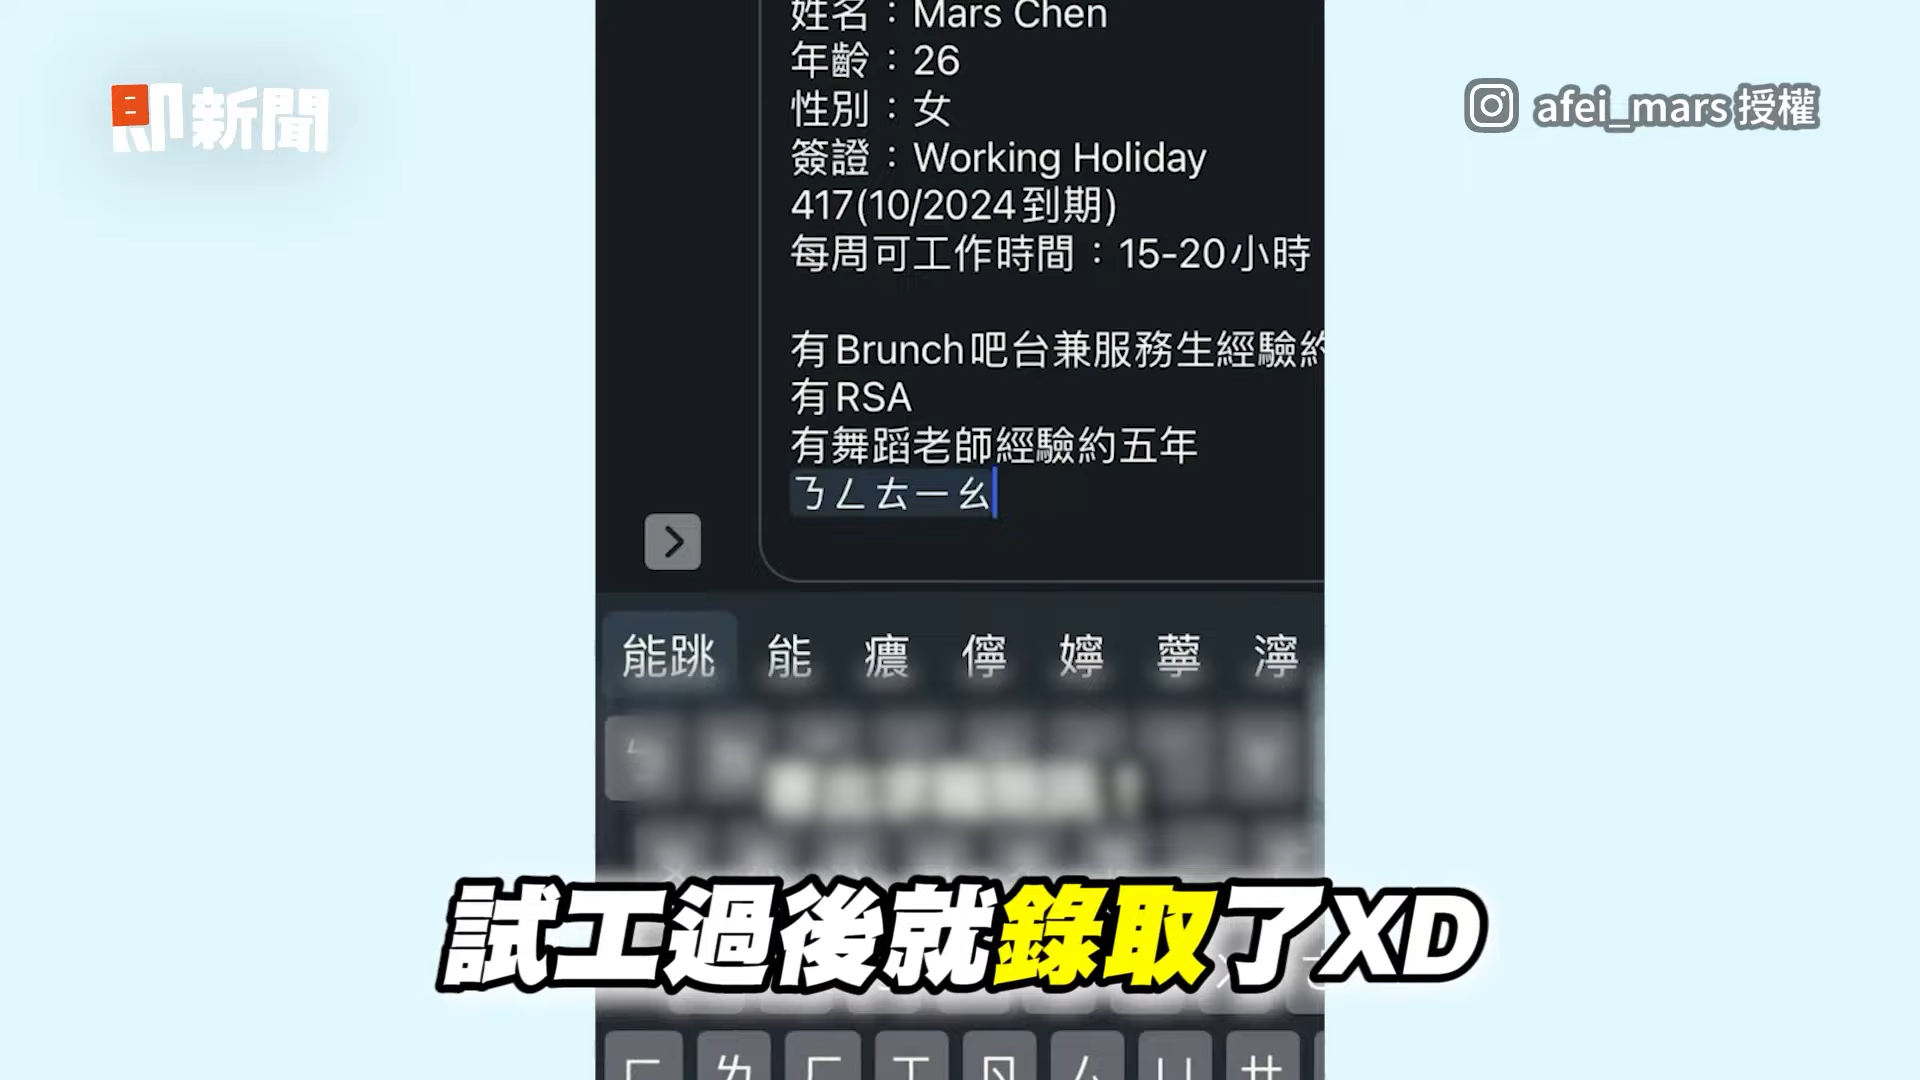 即新聞
afei_mars 授權
姓名：Mars Chen
年齡：26
性別：女
簽證：Working Holiday
417(10/2024到期)
每周可工作時間：15-20小時
有Brunch吧台兼服務生經驗約
有RSA
有舞蹈老師經驗約五年
ㄋㄥㄊㄧㄠ
能跳 能 癑 儜 嬣 薴 濘
試工過後就錄取了XD